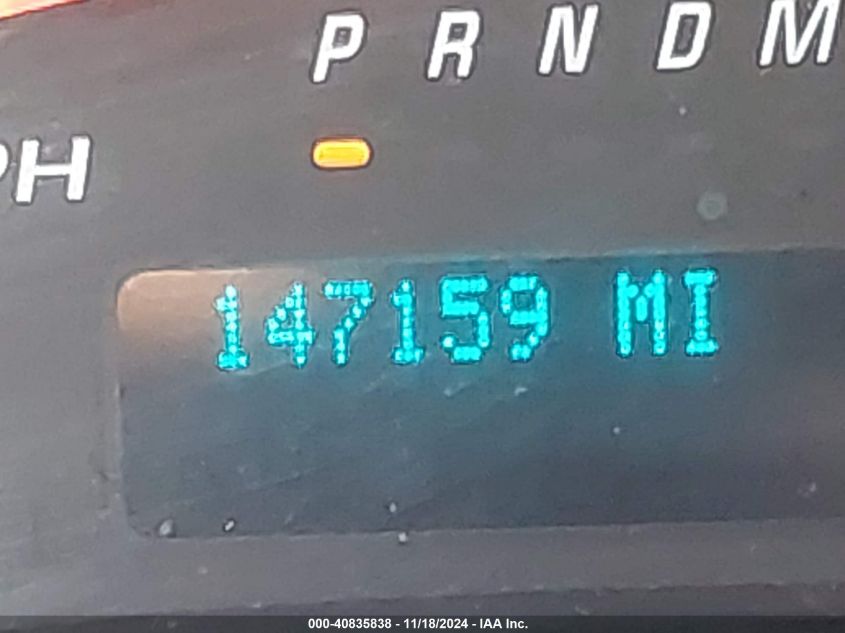 P R N D M
PH
147159 MI
000-40835838 - 11/18/2024 - IAA Inc.